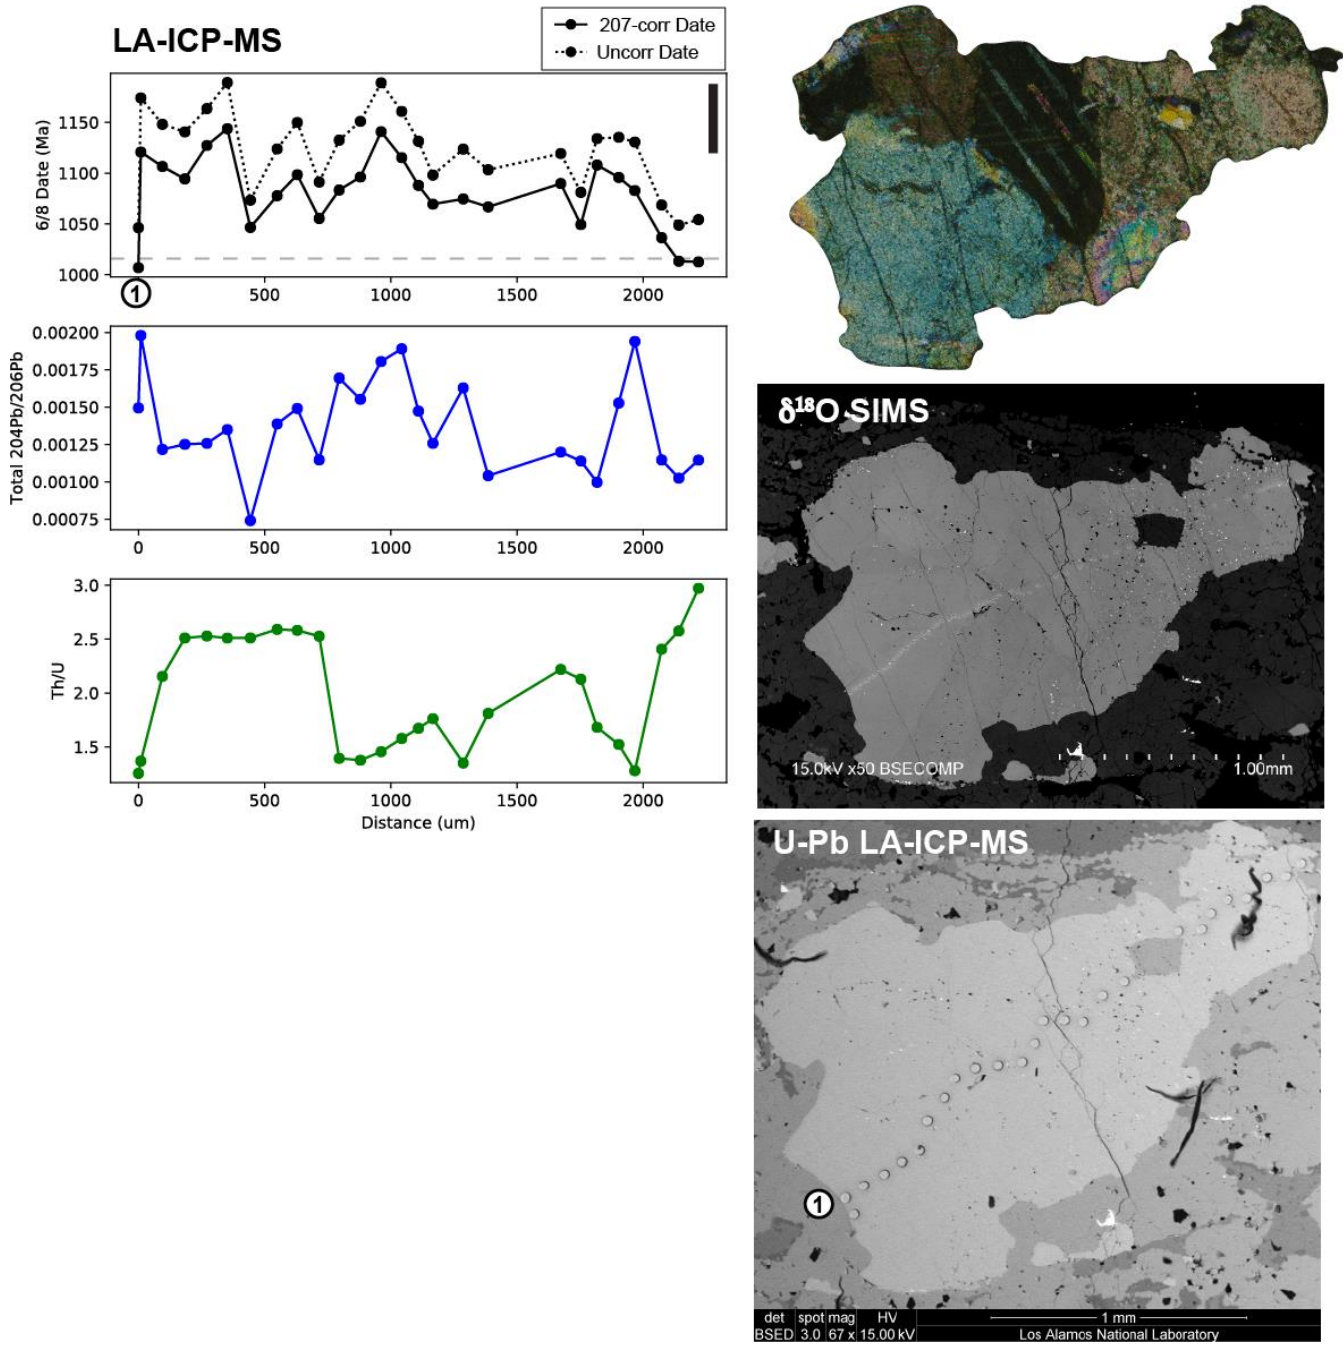 LA-ICP-MS
207-corr Date
Uncorr Date
6/8 Date (Ma)
1150
1100
1050
1000
1
500
1000
1500
2000
Total 204Pb/206Pb
0.00200
0.00175
0.00150
0.00125
0.00100
0.00075
0
500
1000
1500
2000
Th/U
3.0
2.5
2.0
1.5
0
500
1000
1500
2000
Distance (um)
δ¹⁸O SIMS
15.0kV x50 BSECOMP
1.00mm
U-Pb LA-ICP-MS
1
det spot mag HV 1 mm
BSED 3.0 67 x 15.00 kV Los Alamos National Laboratory